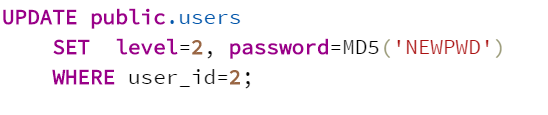 UPDATE public.users
SET  level=2, password=MD5('NEWPWD')
WHERE user_id=2;